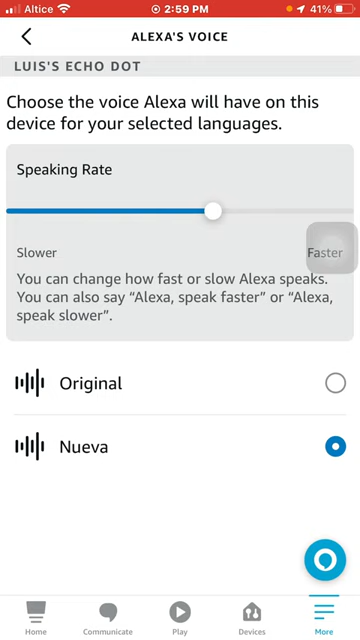 Altice 2:59 PM 41%
ALEXA'S VOICE
LUIS'S ECHO DOT
Choose the voice Alexa will have on this
device for your selected languages.
Speaking Rate
Slower Faster
You can change how fast or slow Alexa speaks.
You can also say “Alexa, speak faster” or “Alexa,
speak slower”.
Original
Nueva
Home Communicate Play Devices More